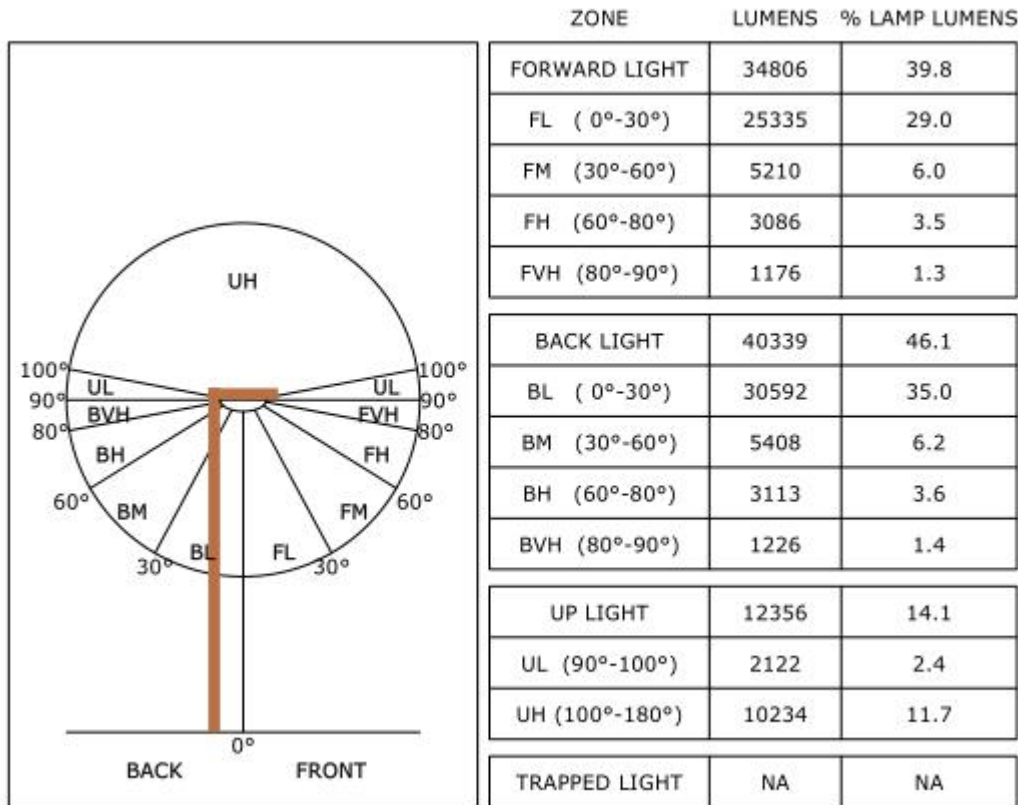 ZONE LUMENS % LAMP LUMENS
FORWARD LIGHT 34806 39.8
FL ( 0°-30°) 25335 29.0
FM (30°-60°) 5210 6.0
FH (60°-80°) 3086 3.5
FVH (80°-90°) 1176 1.3
BACK LIGHT 40339 46.1
BL ( 0°-30°) 30592 35.0
BM (30°-60°) 5408 6.2
BH (60°-80°) 3113 3.6
BVH (80°-90°) 1226 1.4
UP LIGHT 12356 14.1
UL (90°-100°) 2122 2.4
UH (100°-180°) 10234 11.7
TRAPPED LIGHT NA NA
UH
100° 100°
UL UL
90° 90°
BVH FVH
80° 80°
BH FH
60° 60°
BM FM
BL FL
30° 30°
0°
BACK FRONT